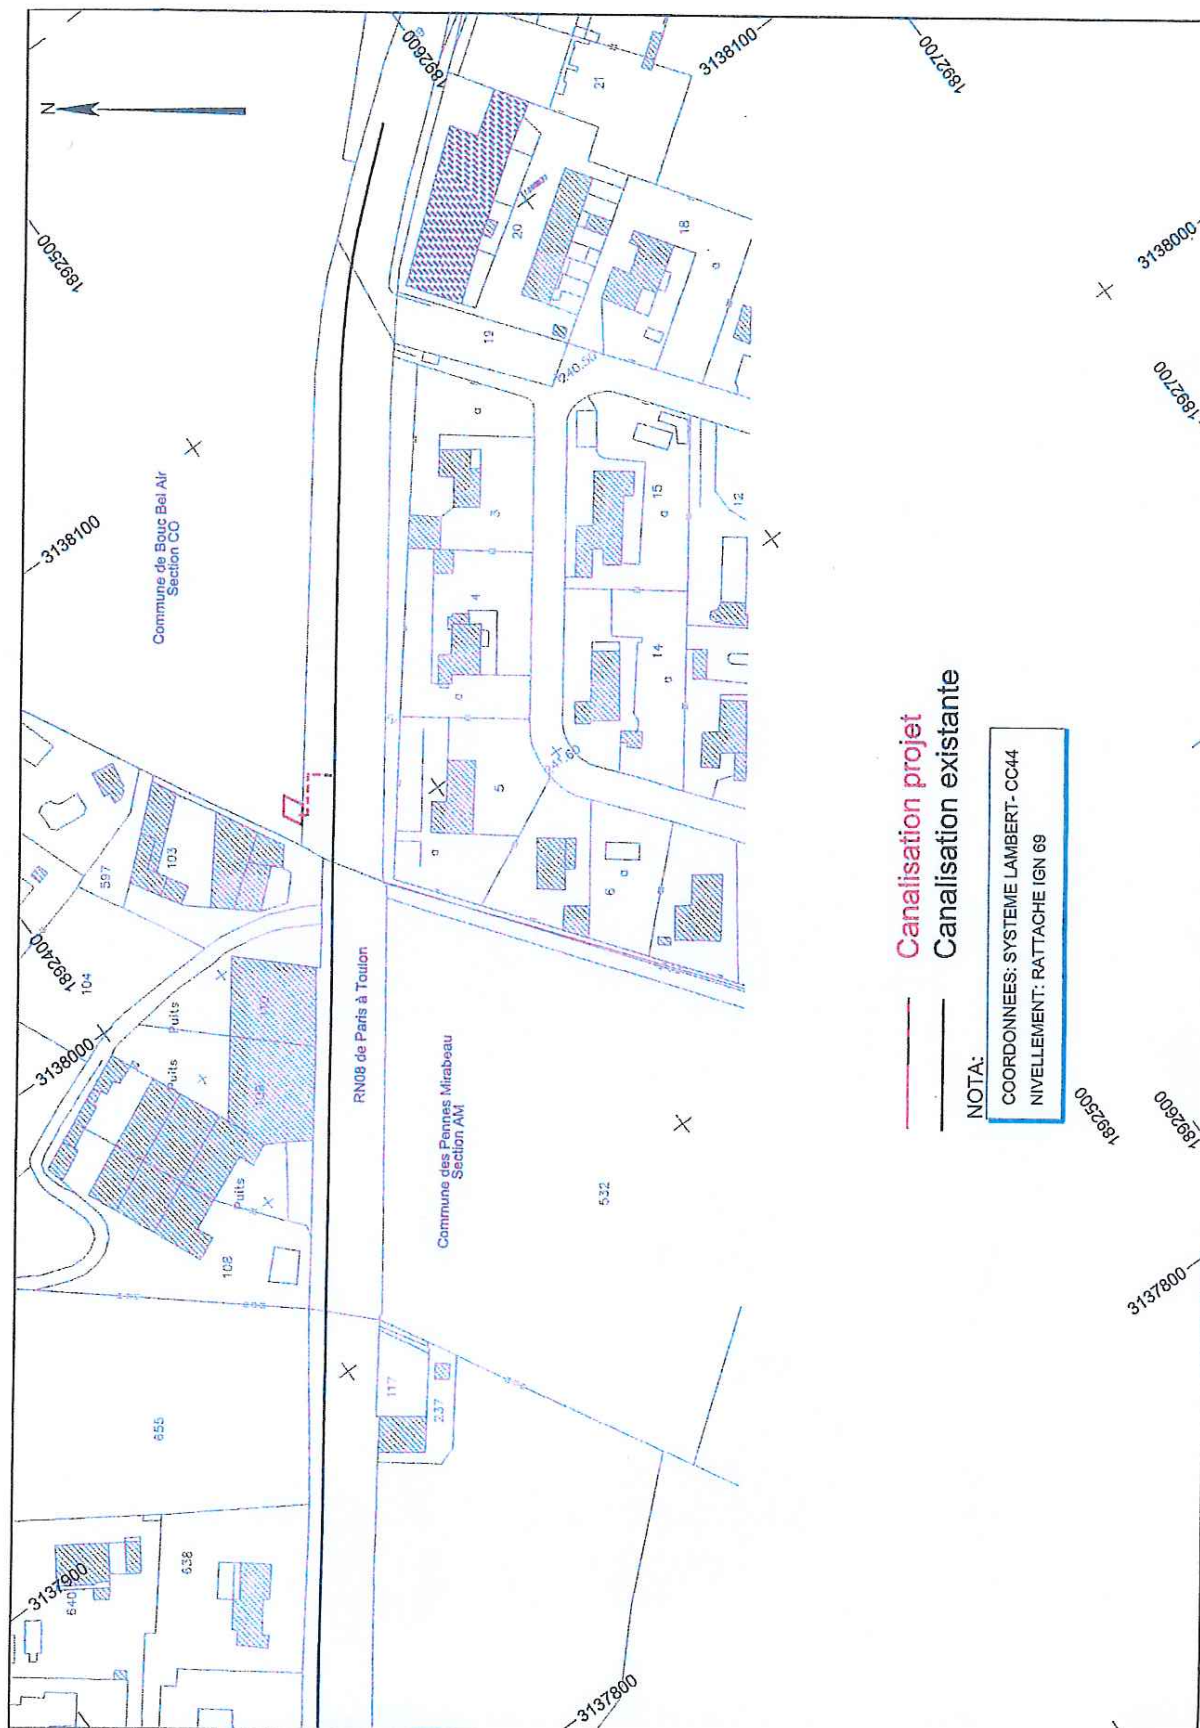 N
1892500
1892600
3138100
1892700
3138000
1892700
3138100
Commune de Bouc Bel Air
Section CO
21
20
19
18
a
240.50
a
3
4
a
15
a
12
14
a
5
a
6
a
597
103
104
1892400
3138000
Puits
Puits
Puits
108
RN08 de Paris à Toulon
Commune des Pennes Mirabeau
Section AM
532
655
117
237
638
640
3137900
3137800
Canalisation projet
Canalisation existante
NOTA:
COORDONNEES: SYSTEME LAMBERT- CC44
NIVELLEMENT: RATTACHE IGN 69
1892500
1892600
3137800